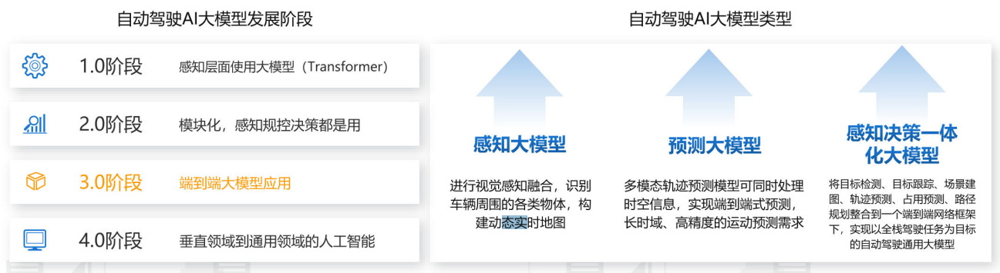 自动驾驶AI大模型发展阶段
1.0阶段 感知层面使用大模型（Transformer）
2.0阶段 模块化，感知规控决策都是用
3.0阶段 端到端大模型应用
4.0阶段 垂直领域到通用领域的人工智能
自动驾驶AI大模型类型
感知大模型
进行视觉感知融合，识别
车辆周围的各类物体，构
建动态实时地图
预测大模型
多模态轨迹预测模型可同时处理
时空信息，实现端到端式预测，
长时域、高精度的运动预测需求
感知决策一体
化大模型
将目标检测、目标跟踪、场景建
图、轨迹预测、占用预测、路径
规划整合到一个端到端网络框架
下，实现以全栈驾驶任务为目标
的自动驾驶通用大模型